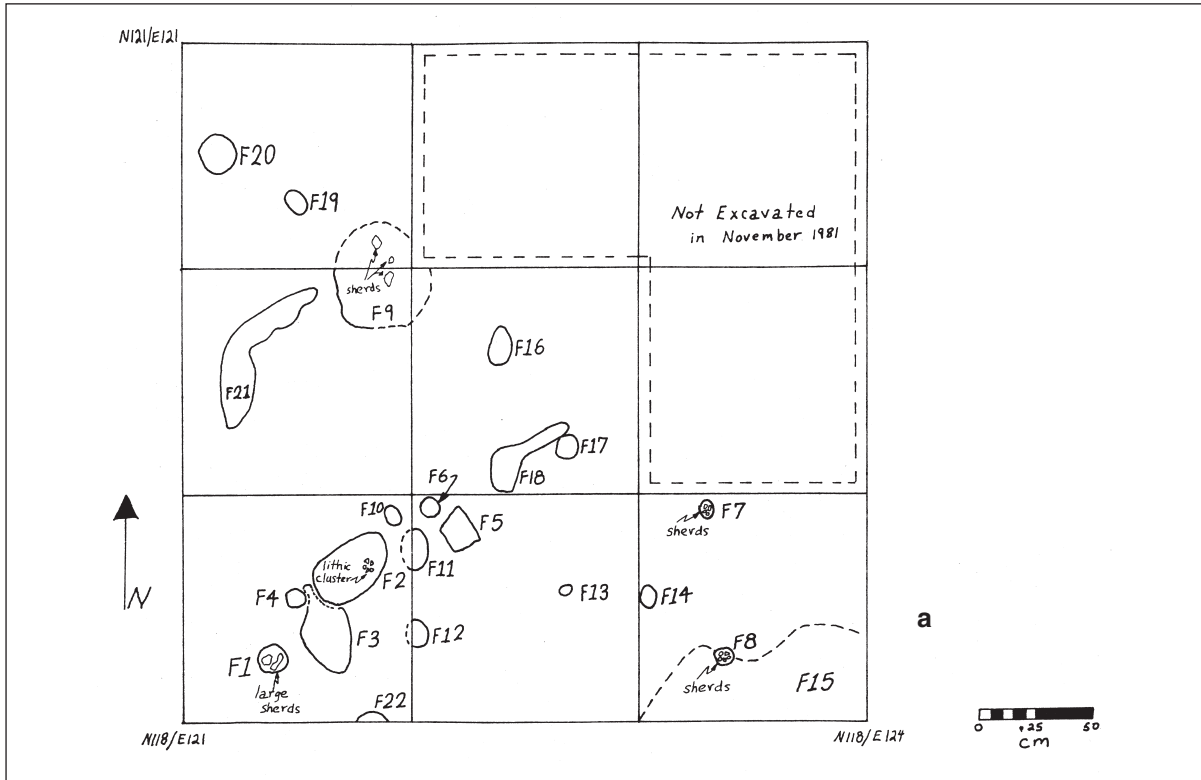 N121/E121
F20
F19
Not Excavated
in November 1981
sherds
F9
F21
F16
F17
F18
F6
F10
F5
F7
sherds
lithic
cluster
F2
F11
F4
F13
F14
F3
F12
F1
large
sherds
F8
sherds
F15
F22
N118/E121
N118/E124
N
a
0 25 50
cm